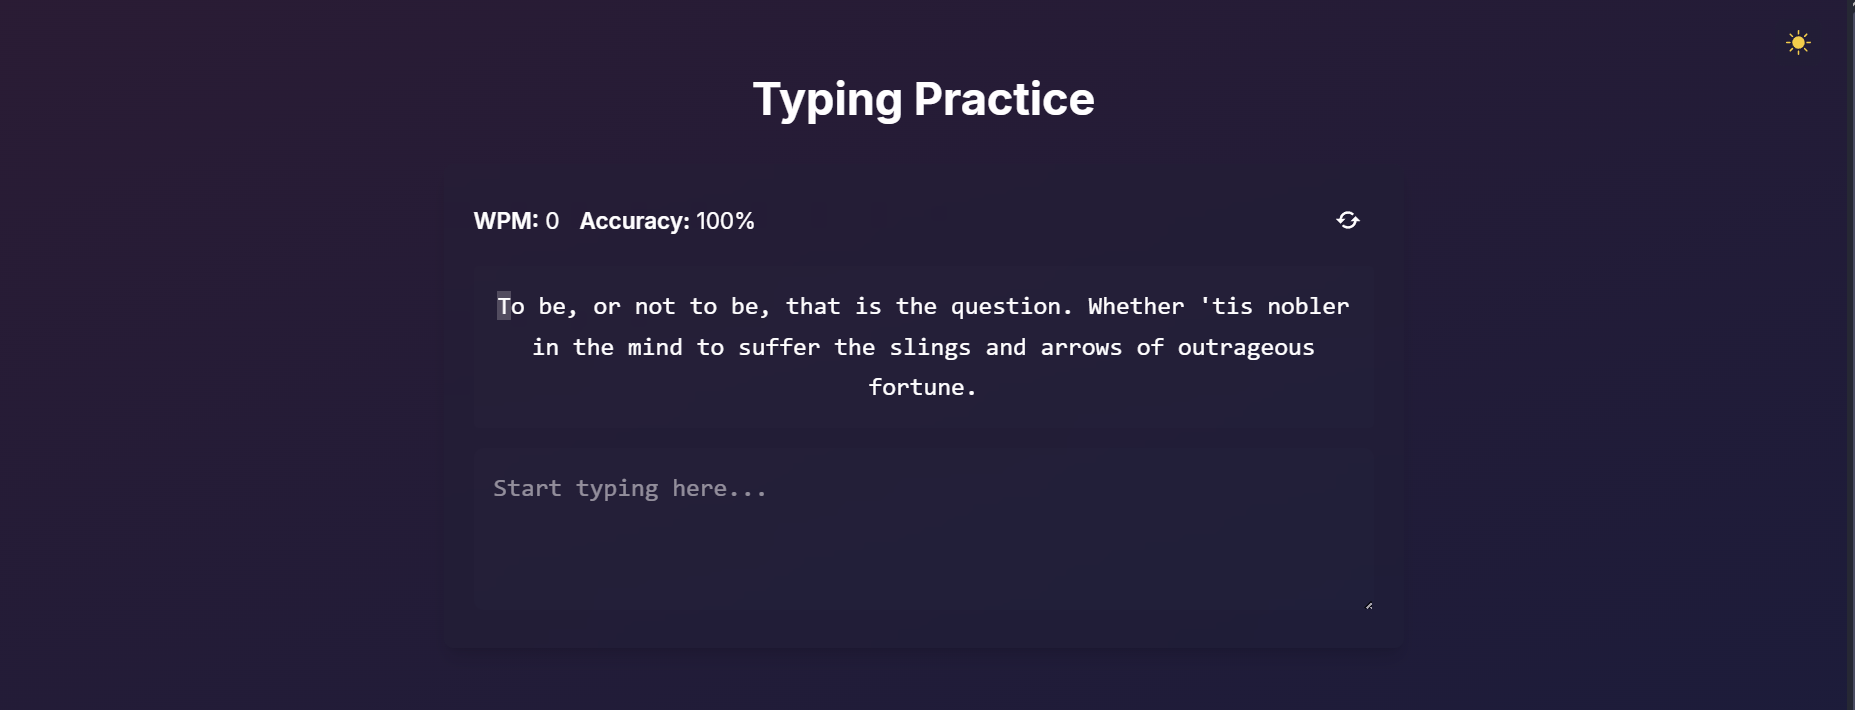 Typing Practice
WPM: 0 Accuracy: 100%
To be, or not to be, that is the question. Whether 'tis nobler
in the mind to suffer the slings and arrows of outrageous
fortune.
Start typing here...